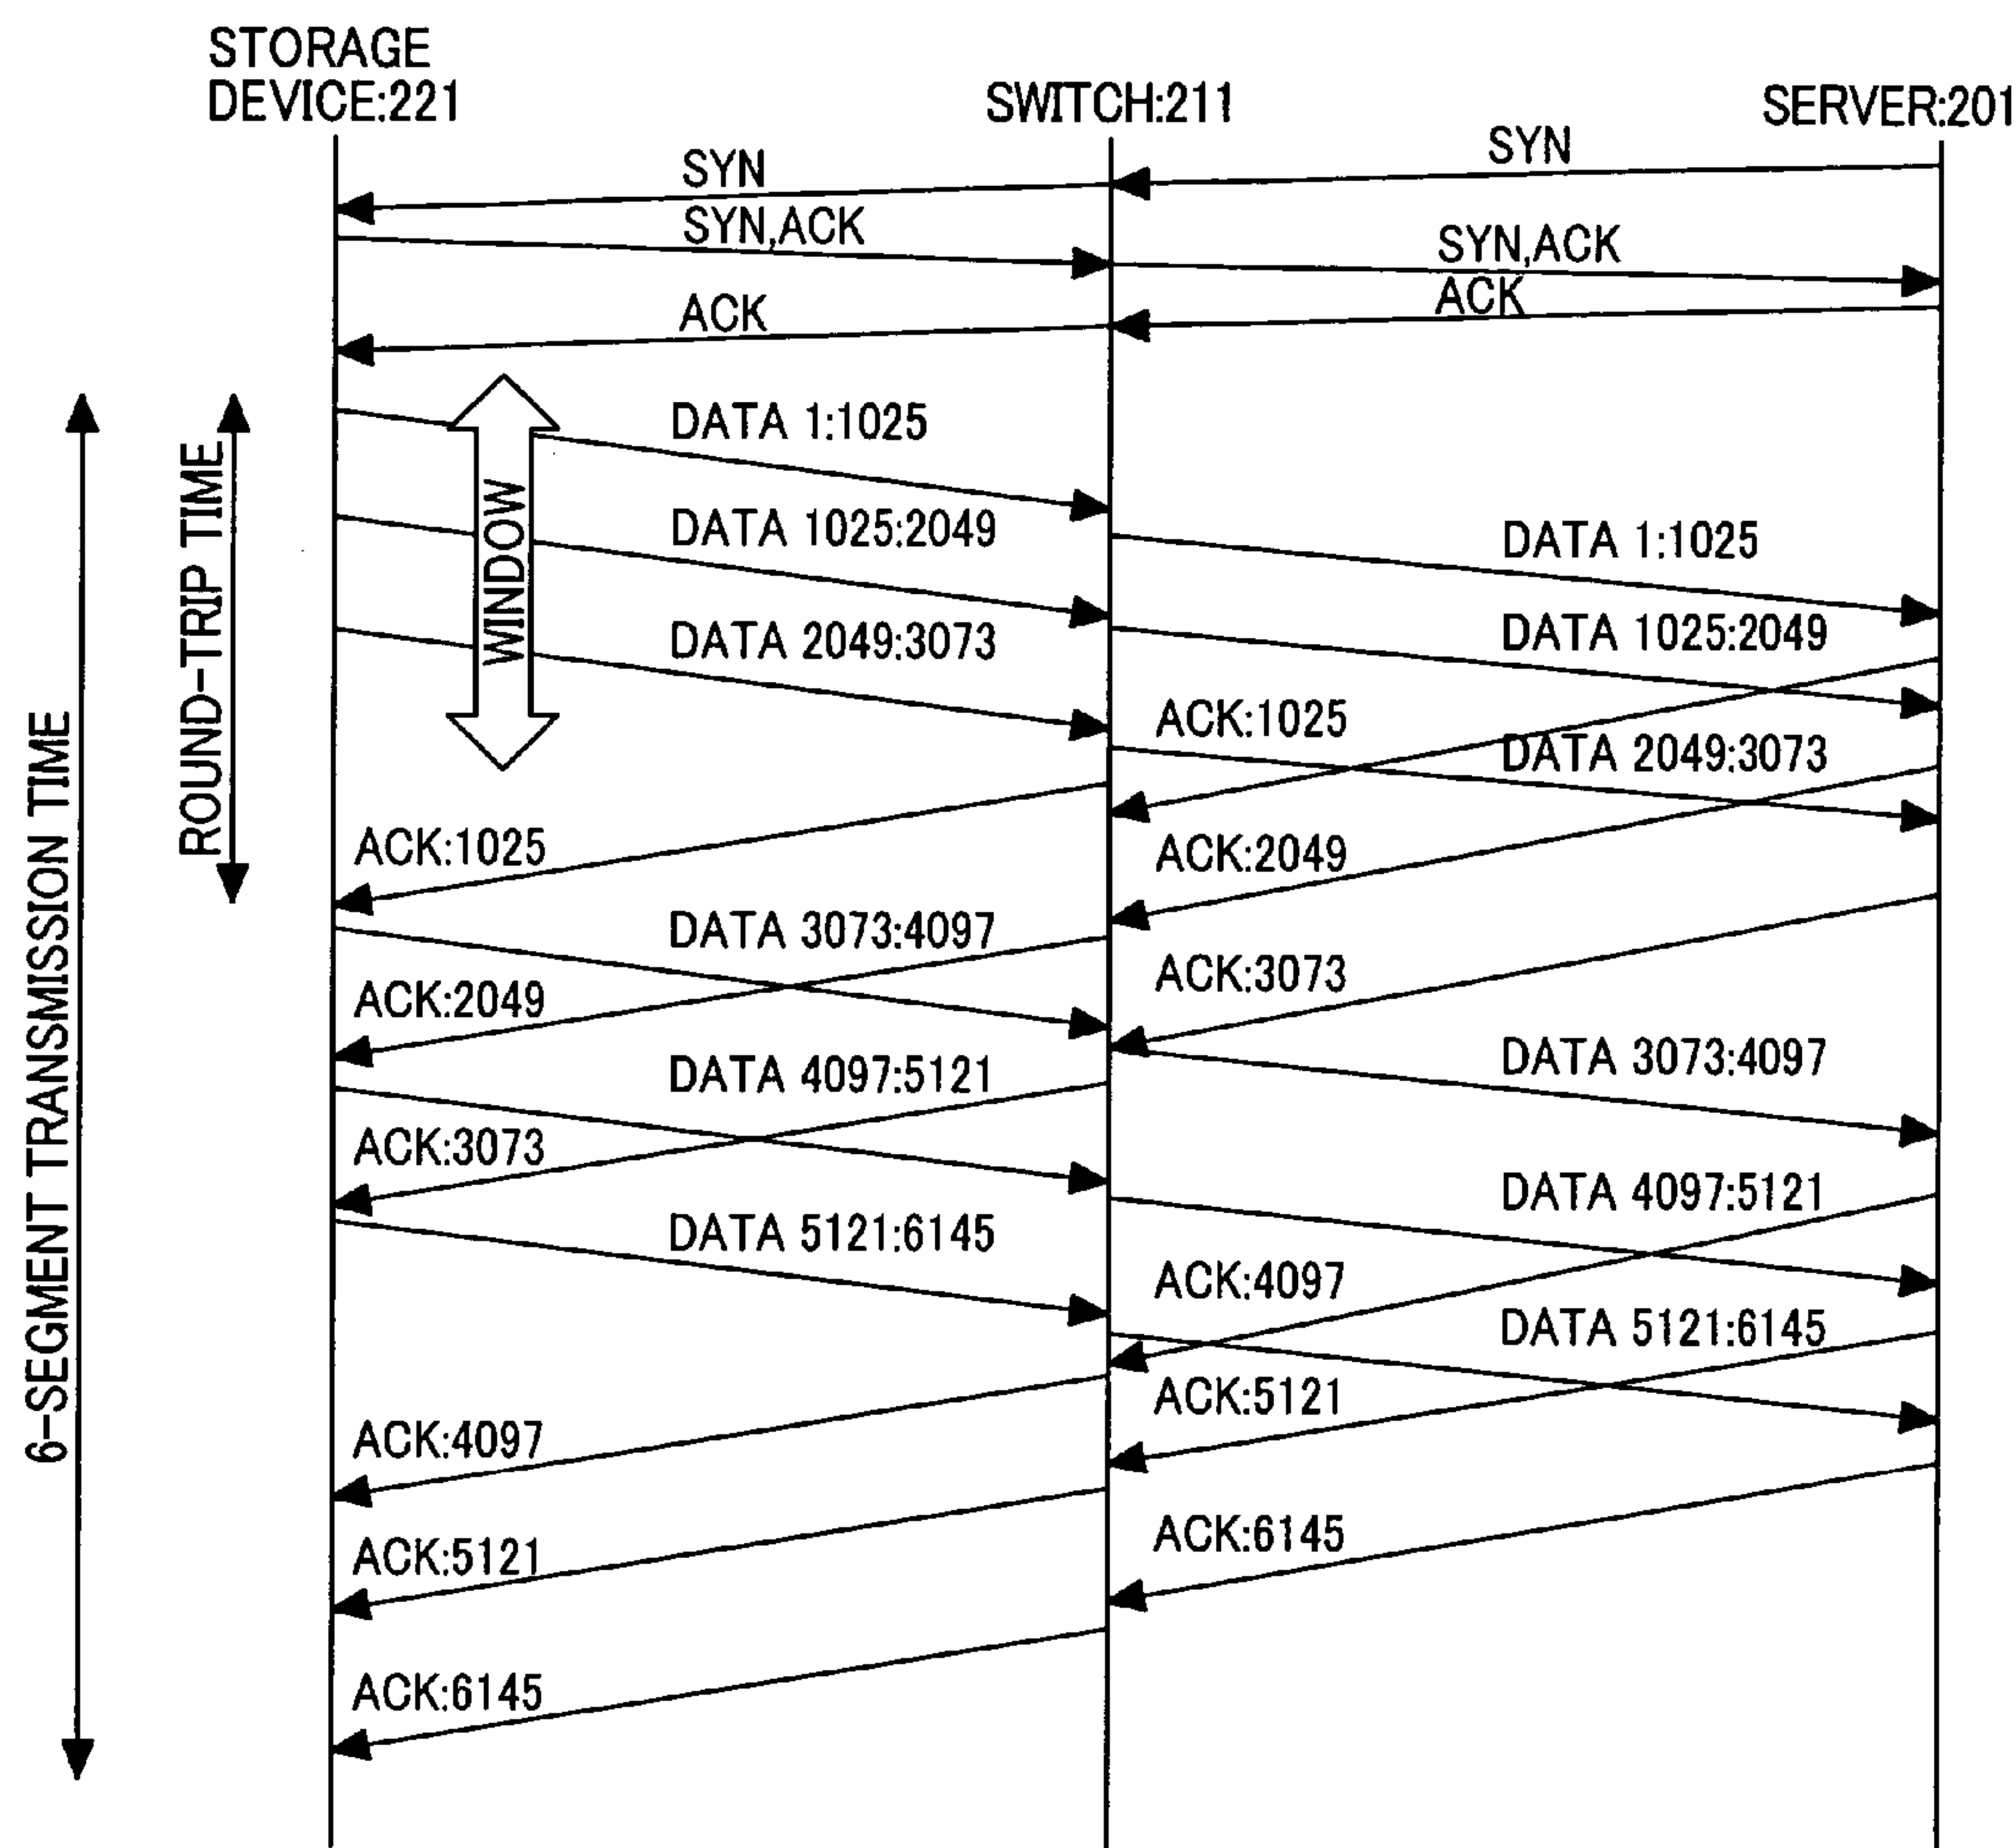 STORAGE
DEVICE:221
SWITCH:211
SERVER:201
SYN
SYN
SYN,ACK
SYN,ACK
ACK
ACK
6-SEGMENT TRANSMISSION TIME
ROUND-TRIP TIME
WINDOW
DATA 1:1025
DATA 1025:2049
DATA 1:1025
DATA 2049:3073
DATA 1025:2049
ACK:1025
DATA 2049:3073
ACK:1025
ACK:2049
DATA 3073:4097
ACK:3073
ACK:2049
DATA 3073:4097
DATA 4097:5121
ACK:3073
DATA 4097:5121
DATA 5121:6145
ACK:4097
DATA 5121:6145
ACK:5121
ACK:4097
ACK:6145
ACK:5121
ACK:6145